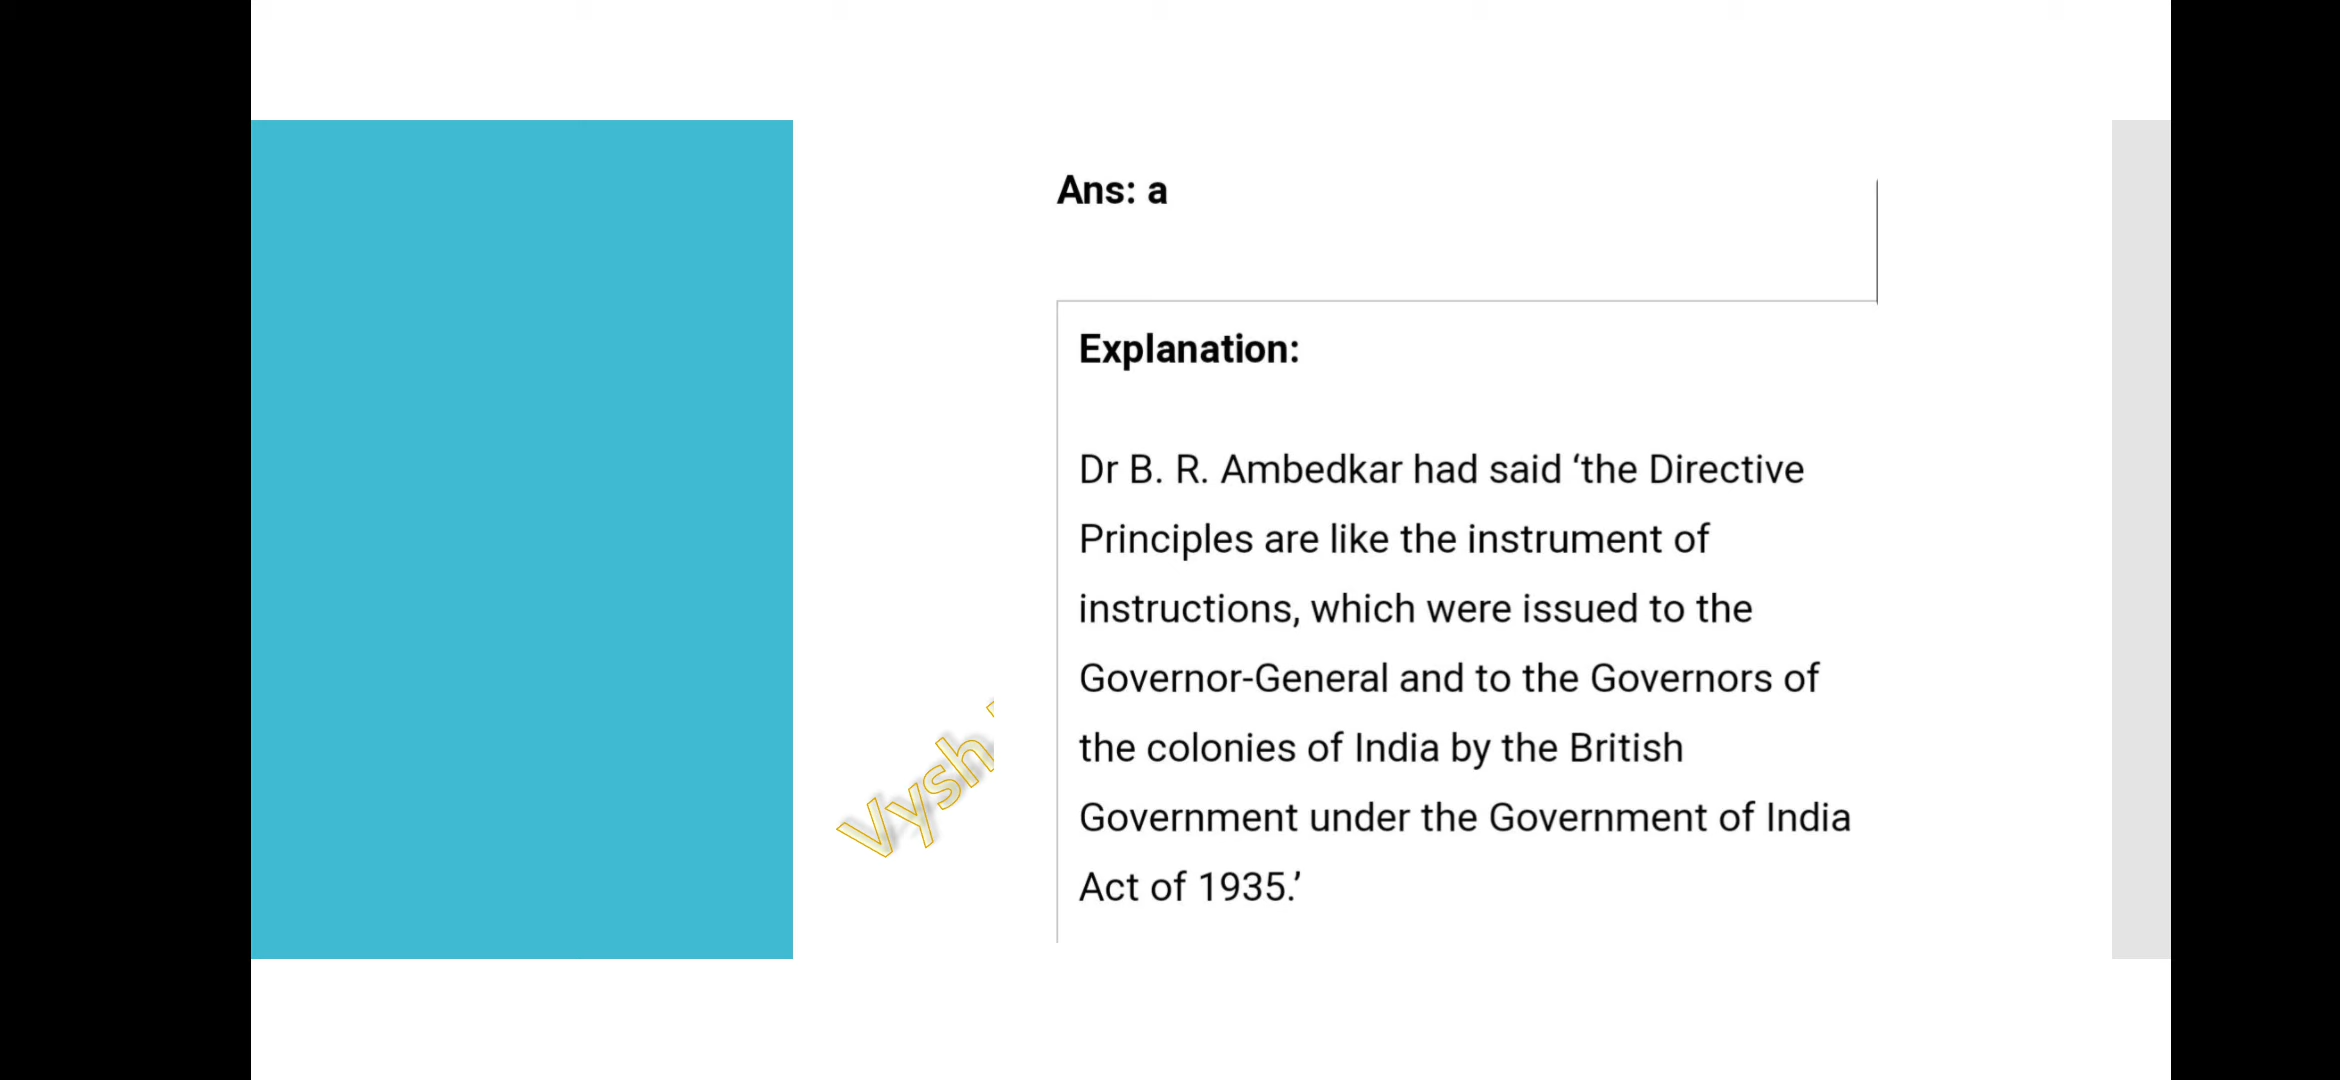 Ans: a
Explanation:
Dr B. R. Ambedkar had said ‘the Directive
Principles are like the instrument of
instructions, which were issued to the
Governor-General and to the Governors of
the colonies of India by the British
Government under the Government of India
Act of 1935.’
Vysh